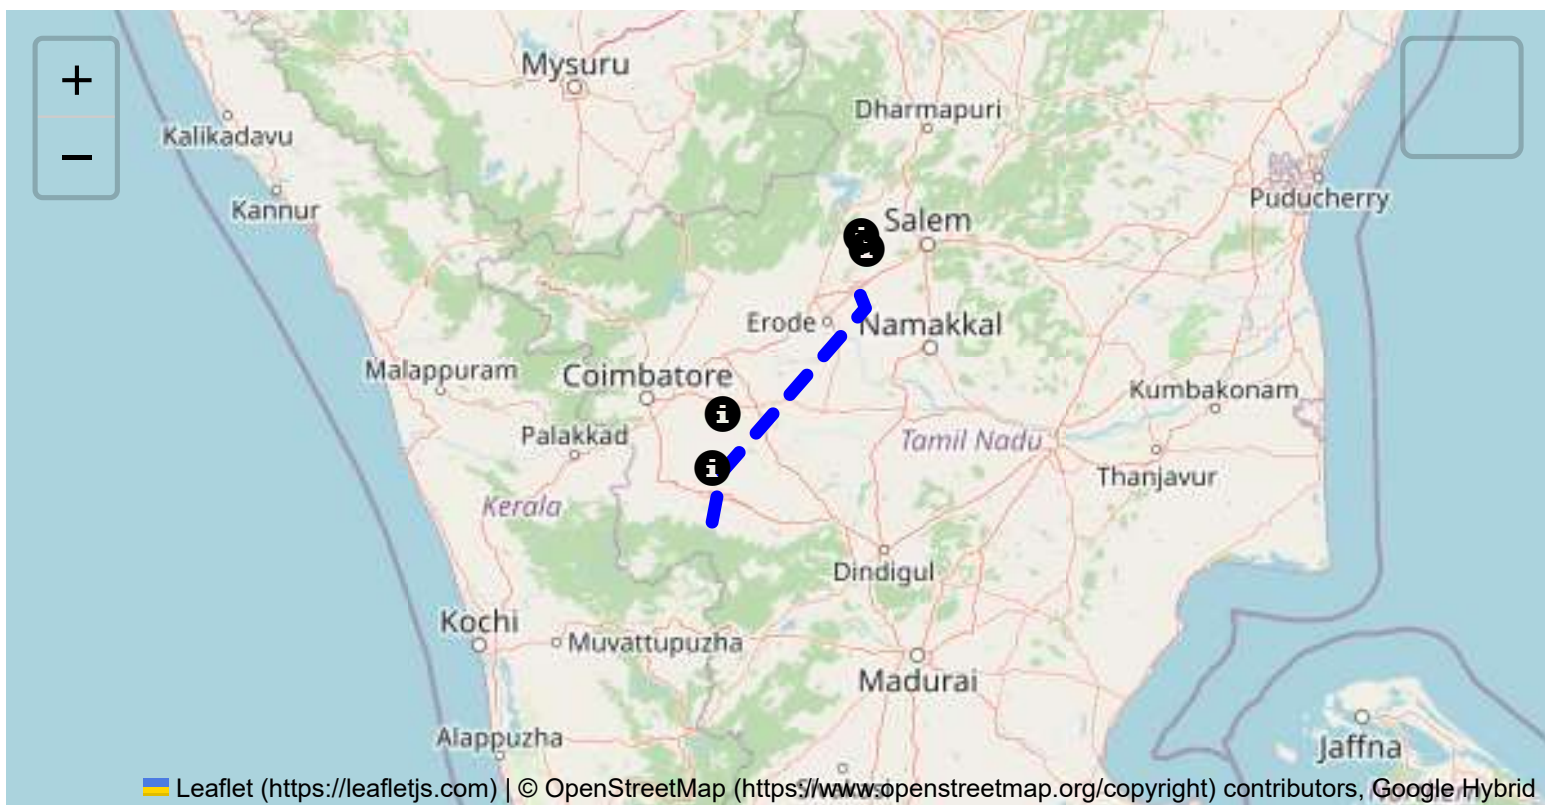 +
Mysuru
Dharmapuri
Kalikadavu
−
Puducherry
Kannur
Salem
i
i
Erode
Namakkal
Malappuram
Coimbatore
Kumbakonam
i
Palakkad
Tamil Nadu
i
Thanjavur
Kerala
Dindigul
Kochi
Muvattupuzha
Madurai
Alappuzha
Jaffna
Leaflet (https://leafletjs.com) | © OpenStreetMap (https://www.openstreetmap.org/copyright) contributors, Google Hybrid